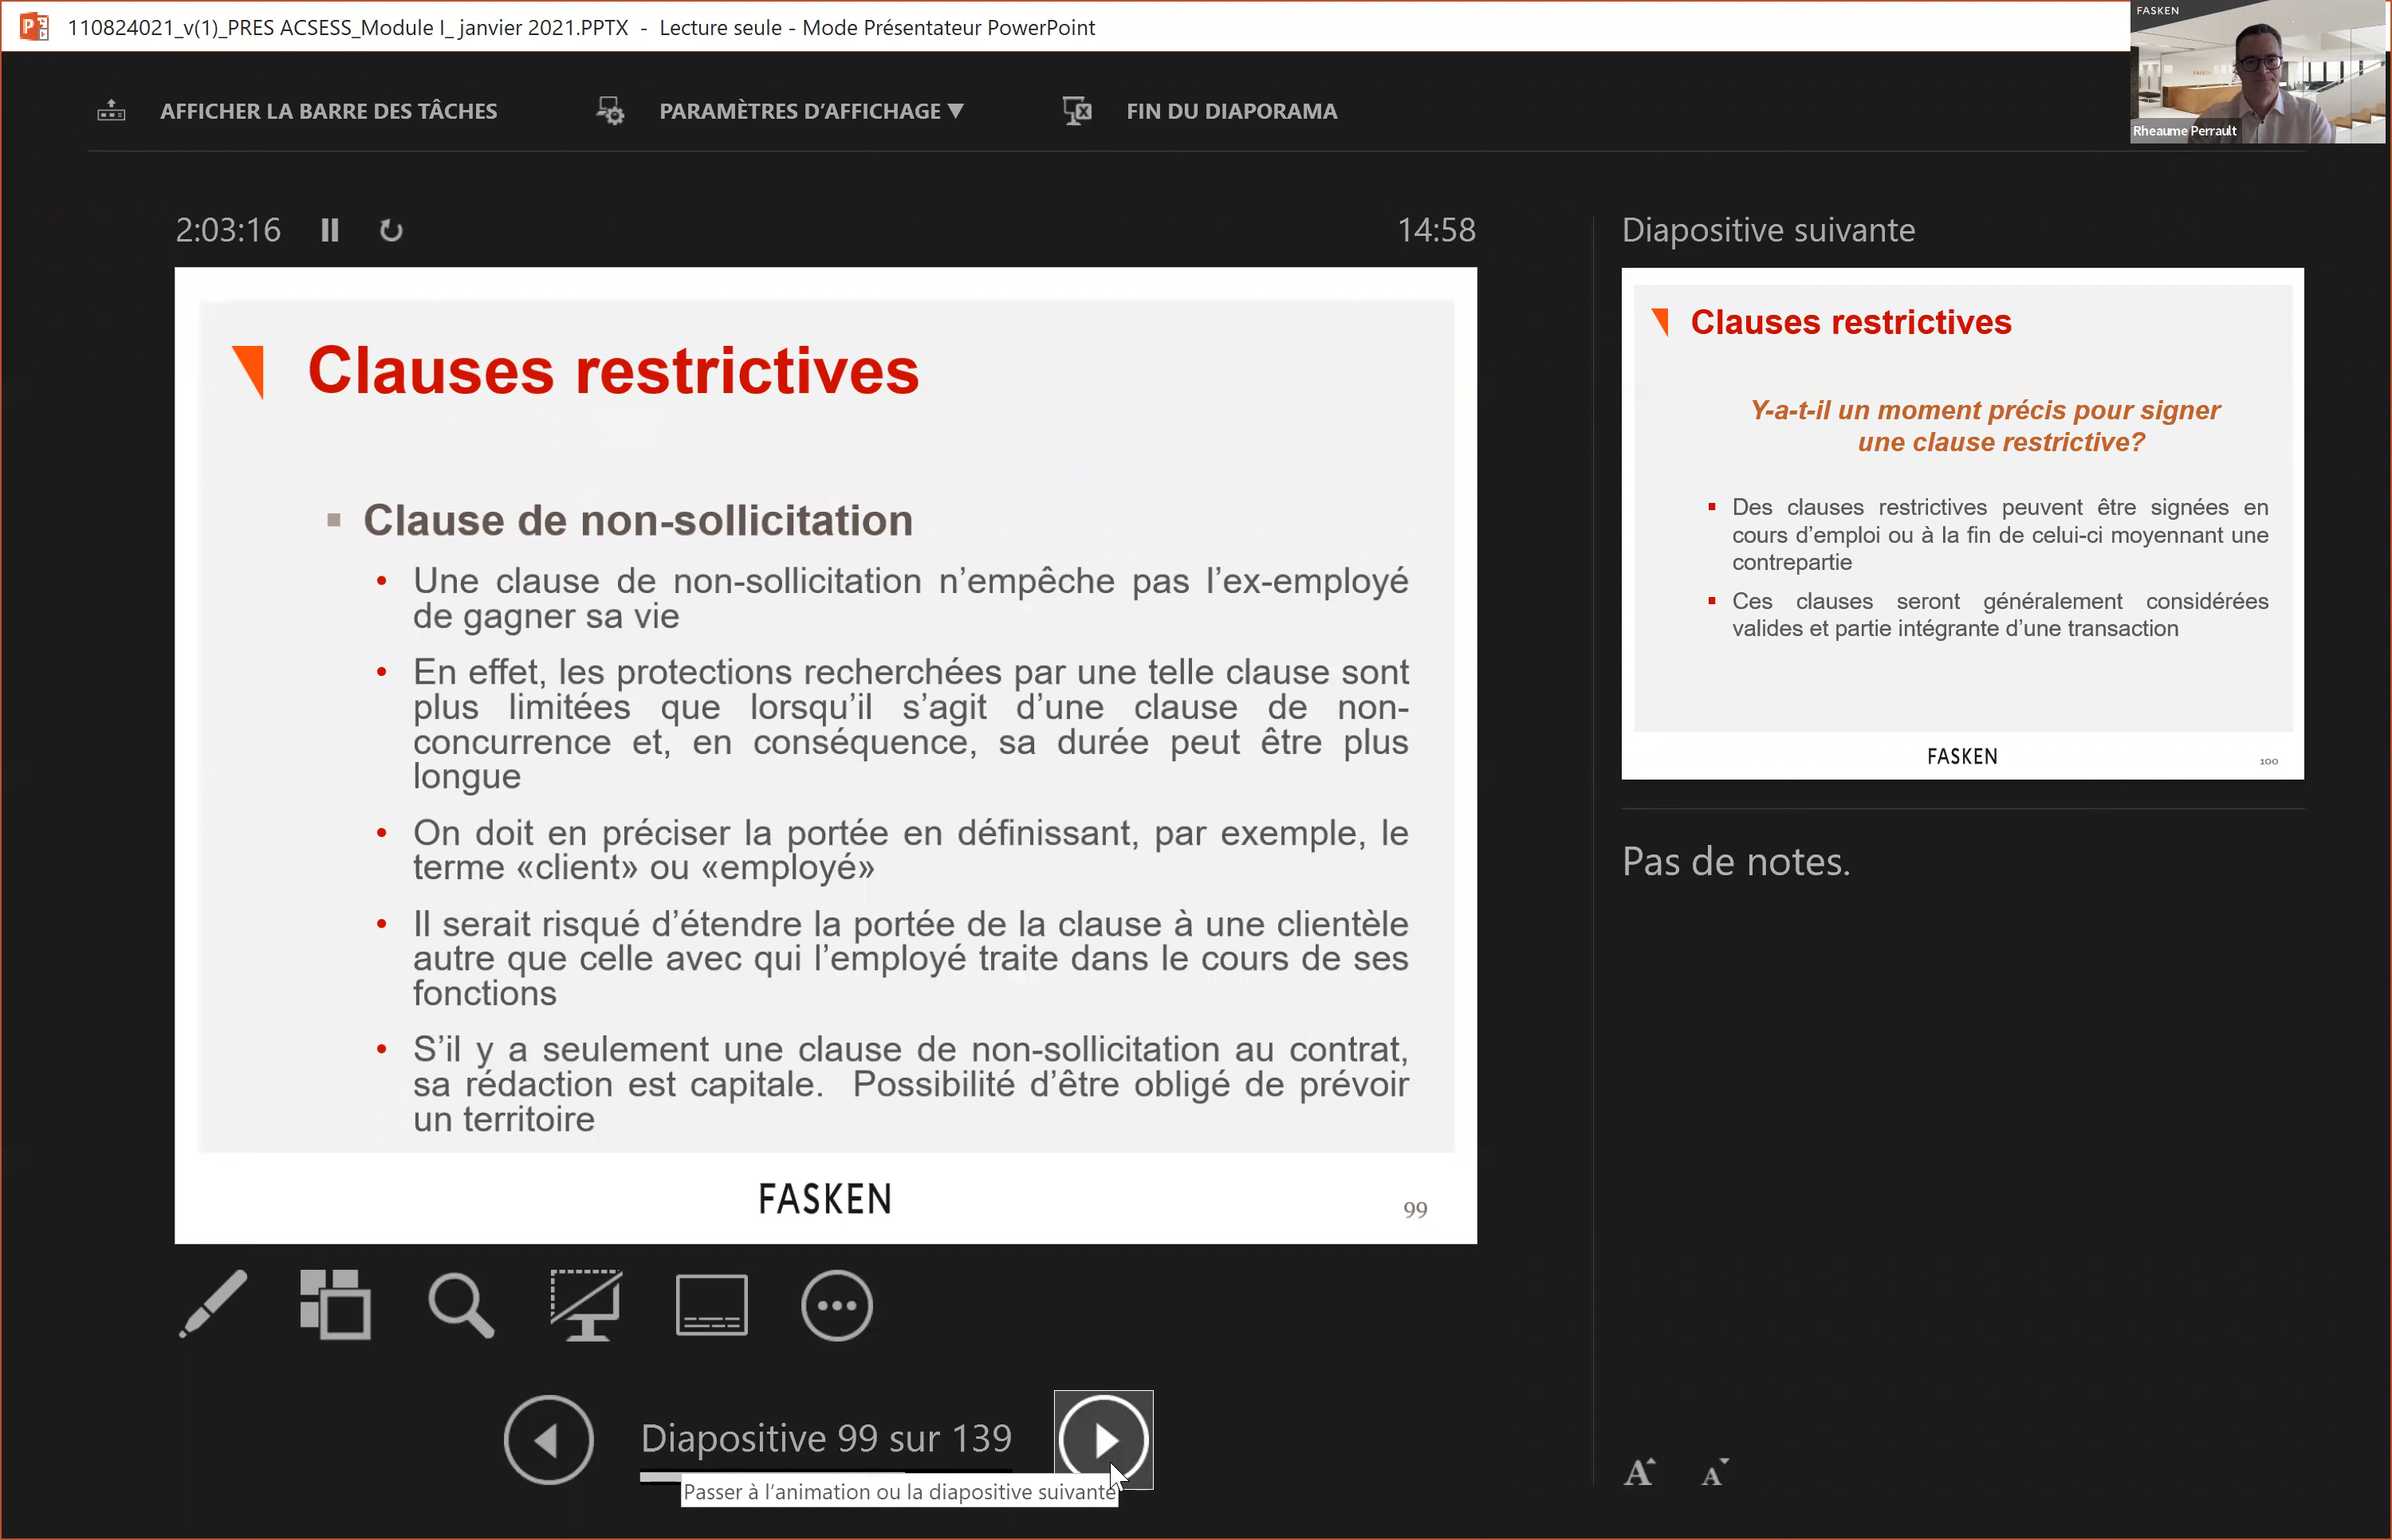 110824021_v(1)_PRES ACSESS_Module I_ janvier 2021.PPTX - Lecture seule - Mode Présentateur PowerPoint
FASKEN
Rheaume Perrault
AFFICHER LA BARRE DES TÂCHES
PARAMÈTRES D'AFFICHAGE ▼
FIN DU DIAPORAMA
2:03:16
14:58
Clauses restrictives
▪ Clause de non-sollicitation
• Une clause de non-sollicitation n’empêche pas l’ex-employé
de gagner sa vie
• En effet, les protections recherchées par une telle clause sont
plus limitées que lorsqu’il s’agit d’une clause de non-
concurrence et, en conséquence, sa durée peut être plus
longue
• On doit en préciser la portée en définissant, par exemple, le
terme «client» ou «employé»
• Il serait risqué d’étendre la portée de la clause à une clientèle
autre que celle avec qui l’employé traite dans le cours de ses
fonctions
• S’il y a seulement une clause de non-sollicitation au contrat,
sa rédaction est capitale.  Possibilité d’être obligé de prévoir
un territoire
FASKEN
99
Diapositive suivante
Clauses restrictives
Y-a-t-il un moment précis pour signer
une clause restrictive?
▪ Des clauses restrictives peuvent être signées en
cours d’emploi ou à la fin de celui-ci moyennant une
contrepartie
▪ Ces clauses seront généralement considérées
valides et partie intégrante d’une transaction
FASKEN
100
Pas de notes.
Diapositive 99 sur 139
Passer à l’animation ou la diapositive suivante
A A